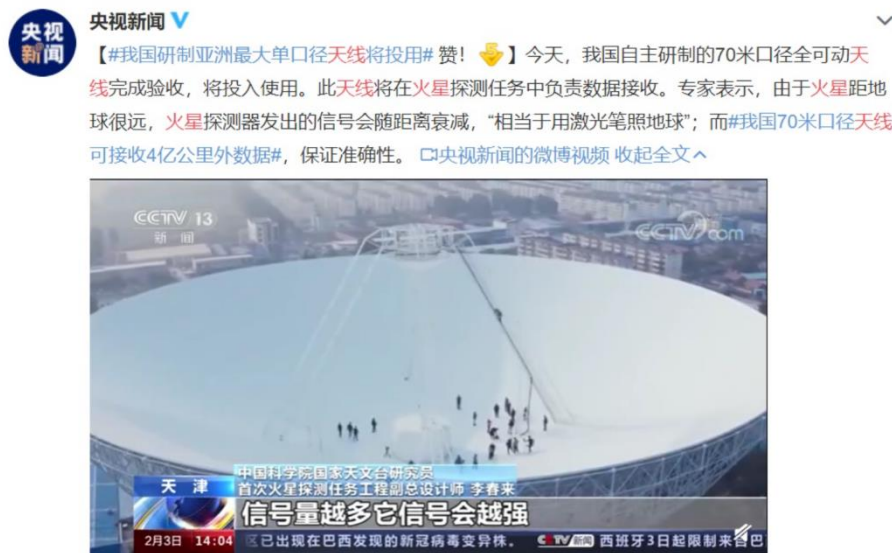 央视新闻
央视
新闻
【#我国研制亚洲最大单口径天线将投用# 赞！】今天，我国自主研制的70米口径全可动天
线完成验收，将投入使用。此天线将在火星探测任务中负责数据接收。专家表示，由于火星距地
球很远，火星探测器发出的信号会随距离衰减，“相当于用激光笔照地球”；而#我国70米口径天线
可接收4亿公里外数据#，保证准确性。 央视新闻的微博视频 收起全文
CCTV 13
新闻
CCTV.com
中国科学院国家天文台研究员
天津
首次火星探测任务工程副总设计师 李春来
信号量越多它信号会越强
2月3日 14:04
区已出现在巴西发现的新冠病毒变异株。 CCTV新闻 西班牙3日起限制来自巴